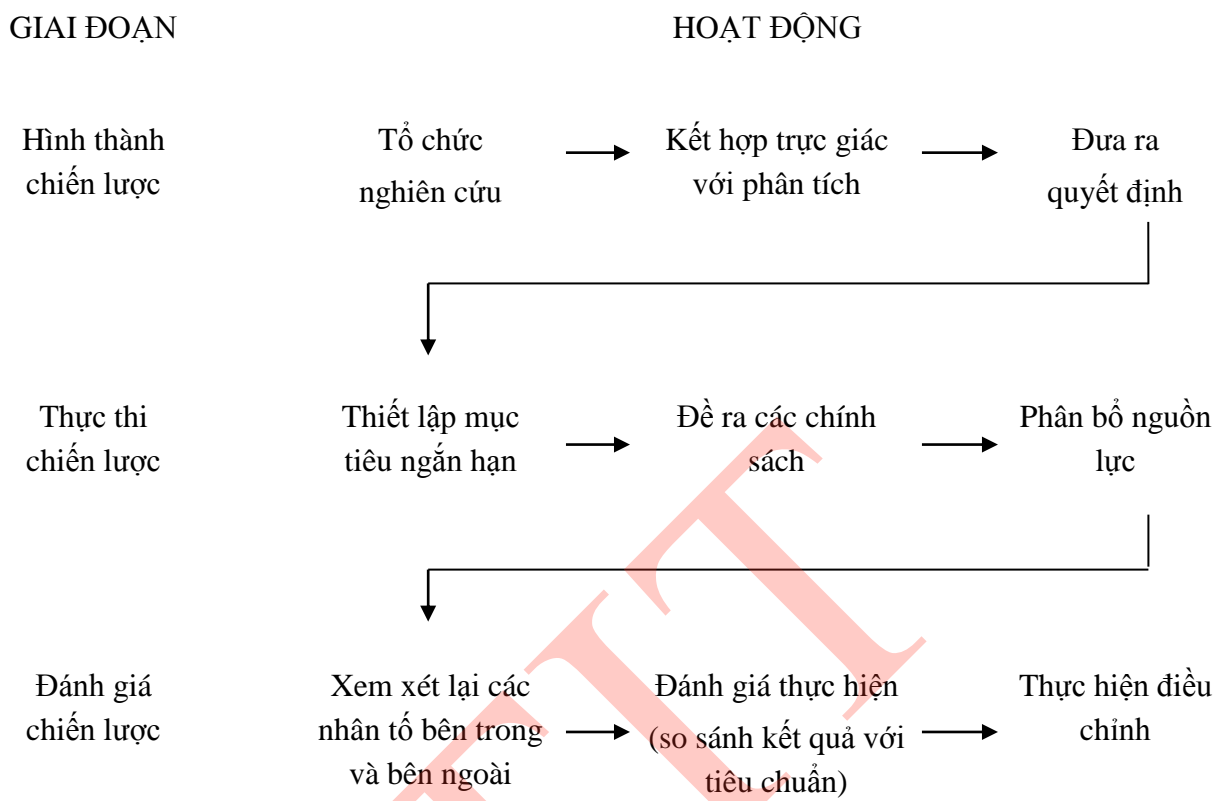 GIAI ĐOẠN
HOẠT ĐỘNG
Hình thành
chiến lược
Tổ chức
nghiên cứu
Kết hợp trực giác
với phân tích
Đưa ra
quyết định
Thực thi
chiến lược
Thiết lập mục
tiêu ngắn hạn
Đề ra các chính
sách
Phân bổ nguồn
lực
Đánh giá
chiến lược
Xem xét lại các
nhân tố bên trong
và bên ngoài
Đánh giá thực hiện
(so sánh kết quả với
tiêu chuẩn)
Thực hiện điều
chỉnh